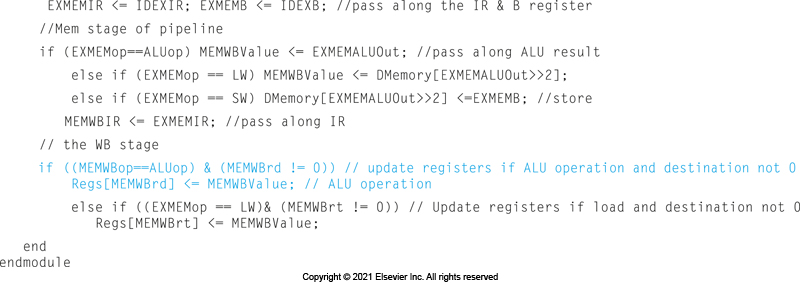 EXMEMIR <= IDEXIR; EXMEMB <= IDEXB; //pass along the IR & B register
//Mem stage of pipeline
if (EXMEMop==ALUop) MEMWBValue <= EXMEMALUOut; //pass along ALU result
else if (EXMEMop == LW) MEMWBValue <= DMemory[EXMEMALUOut>>2];
else if (EXMEMop == SW) DMemory[EXMEMALUOut>>2] <=EXMEMB; //store
MEMWBIR <= EXMEMIR; //pass along IR
// the WB stage
if ((MEMWBop==ALUop) & (MEMWBrd != 0)) // update registers if ALU operation and destination not 0
Regs[MEMWBrd] <= MEMWBValue; // ALU operation
else if ((EXMEMop == LW)& (MEMWBrt != 0)) // Update registers if load and destination not 0
Regs[MEMWBrt] <= MEMWBValue;
end
endmodule
Copyright © 2021 Elsevier Inc. All rights reserved